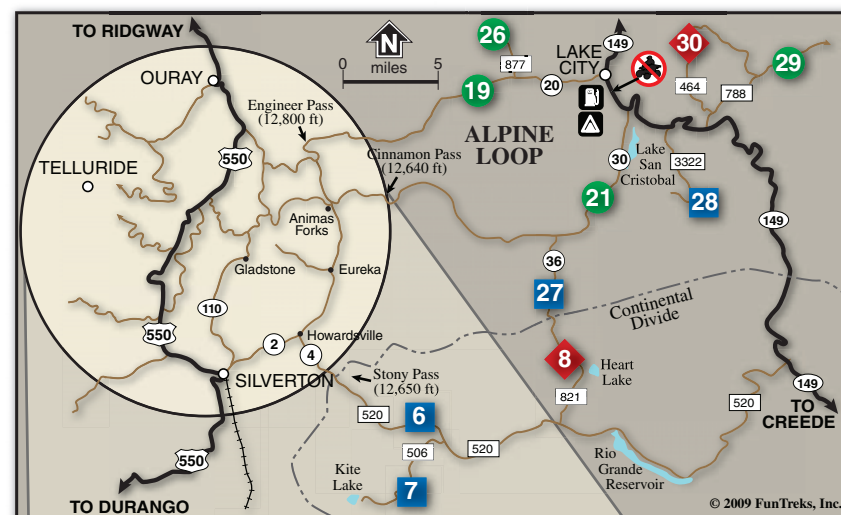 TO RIDGWAY
OURAY
Engineer Pass
(12,800 ft)
N
0 5
miles
26
877
19
20
LAKE
CITY
149
30
464
788
29
ALPINE
LOOP
Cinnamon Pass
(12,640 ft)
550
TELLURIDE
30
Lake
San
Cristobal
3322
28
21
149
Animas
Forks
Gladstone
Eureka
36
27
Continental
Divide
110
550
2
4
Howardsville
SILVERTON
Stony Pass
(12,650 ft)
8
Heart
Lake
821
149
TO
CREEDE
520
520
6
506
520
550
Kite
Lake
7
Rio
Grande
Reservoir
TO DURANGO
© 2009 FunTreks, Inc.